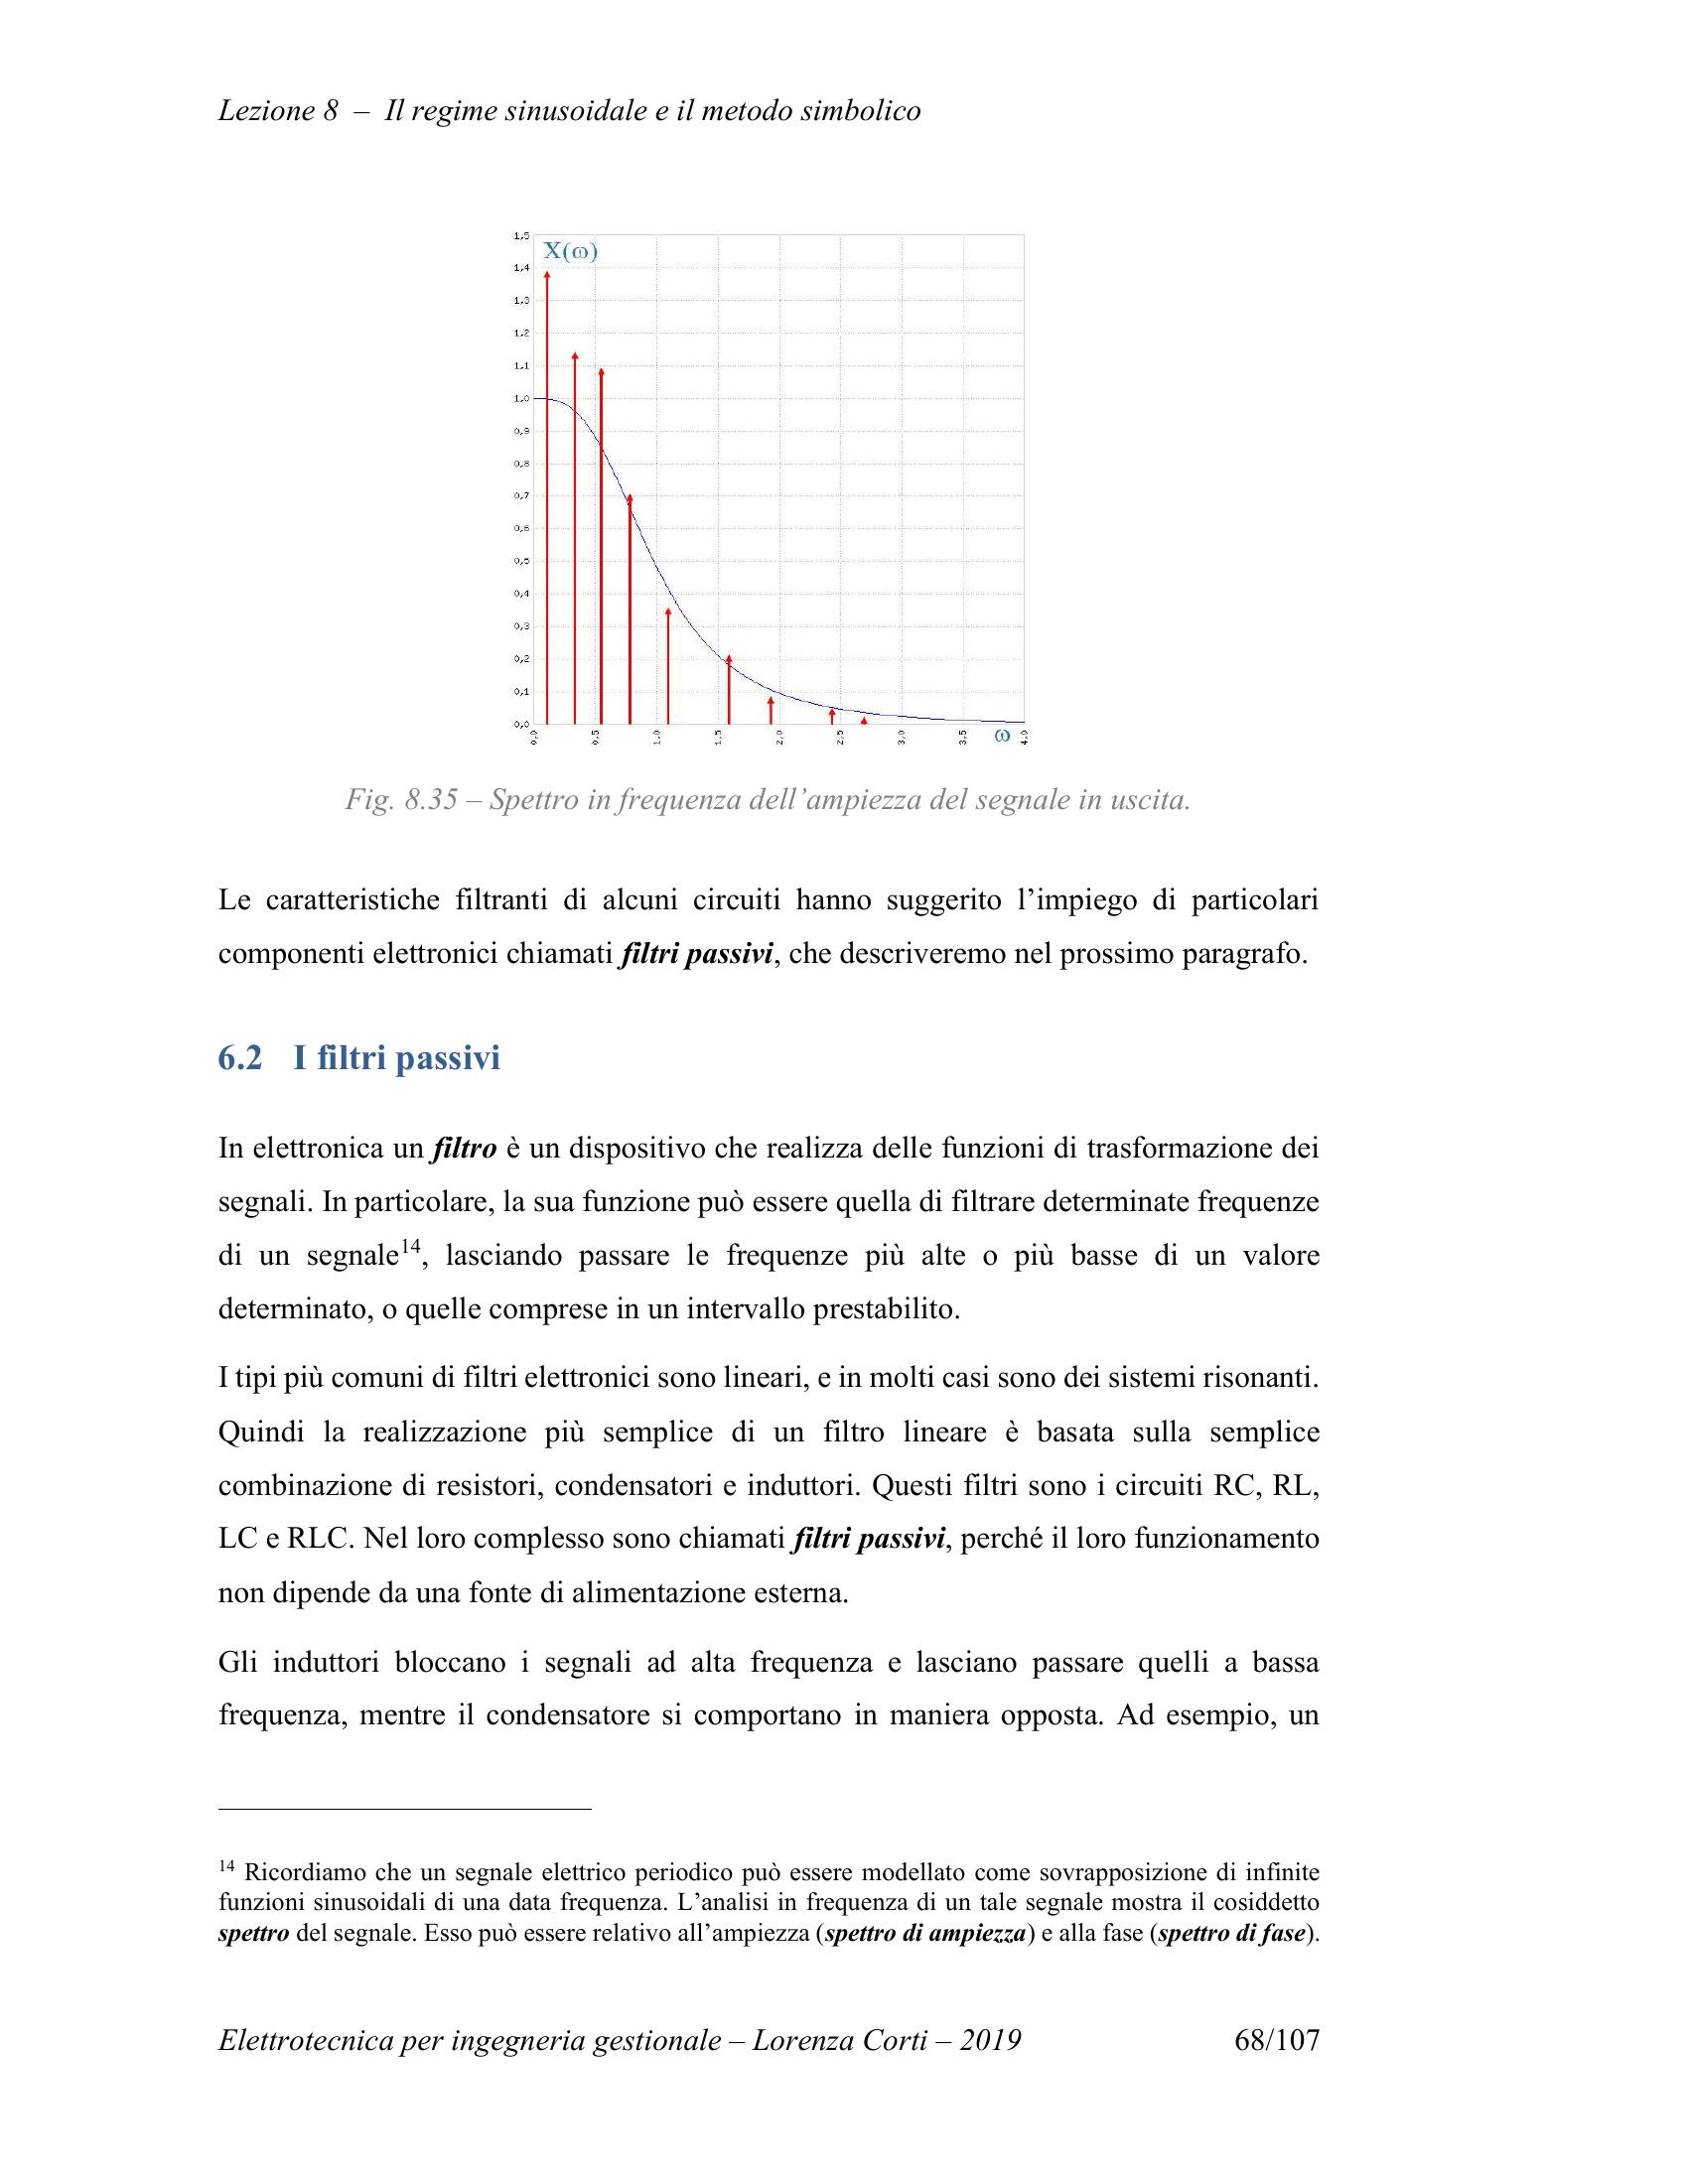 Lezione 8 – Il regime sinusoidale e il metodo simbolico
X(ω)
1,5
1,4
1,3
1,2
1,1
1,0
0,9
0,8
0,7
0,6
0,5
0,4
0,3
0,2
0,1
0,0
0,0 0,5 1,0 1,5 2,0 2,5 3,0 3,5 ω 4,0
Fig. 8.35 – Spettro in frequenza dell’ampiezza del segnale in uscita.
Le caratteristiche filtranti di alcuni circuiti hanno suggerito l’impiego di particolari
componenti elettronici chiamati filtri passivi, che descriveremo nel prossimo paragrafo.
6.2 I filtri passivi
In elettronica un filtro è un dispositivo che realizza delle funzioni di trasformazione dei
segnali. In particolare, la sua funzione può essere quella di filtrare determinate frequenze
di un segnale14, lasciando passare le frequenze più alte o più basse di un valore
determinato, o quelle comprese in un intervallo prestabilito.
I tipi più comuni di filtri elettronici sono lineari, e in molti casi sono dei sistemi risonanti.
Quindi la realizzazione più semplice di un filtro lineare è basata sulla semplice
combinazione di resistori, condensatori e induttori. Questi filtri sono i circuiti RC, RL,
LC e RLC. Nel loro complesso sono chiamati filtri passivi, perché il loro funzionamento
non dipende da una fonte di alimentazione esterna.
Gli induttori bloccano i segnali ad alta frequenza e lasciano passare quelli a bassa
frequenza, mentre il condensatore si comportano in maniera opposta. Ad esempio, un
14 Ricordiamo che un segnale elettrico periodico può essere modellato come sovrapposizione di infinite
funzioni sinusoidali di una data frequenza. L’analisi in frequenza di un tale segnale mostra il cosiddetto
spettro del segnale. Esso può essere relativo all’ampiezza (spettro di ampiezza) e alla fase (spettro di fase).
Elettrotecnica per ingegneria gestionale – Lorenza Corti – 2019 68/107